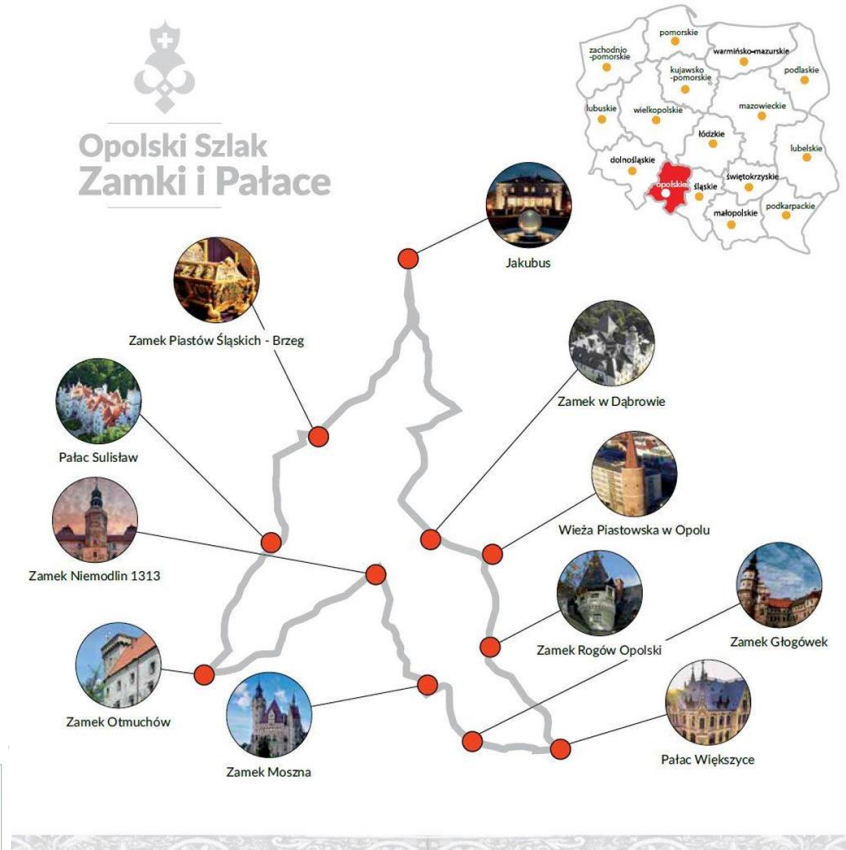 Opolski Szlak
Zamki i Pałace
pomorskie
zachodnio
-pomorskie
warmińsko-mazurskie
kujawsko
-pomorskie
podlaskie
lubuskie
wielkopolskie
mazowieckie
łódzkie
dolnośląskie
lubelskie
opolskie
śląskie
świętokrzyskie
małopolskie
podkarpackie
Jakubus
Zamek Piastów Śląskich - Brzeg
Zamek w Dąbrowie
Pałac Sulisław
Wieża Piastowska w Opolu
Zamek Niemodlin 1313
Zamek Rogów Opolski
Zamek Głogówek
Zamek Otmuchów
Zamek Moszna
Pałac Większyce